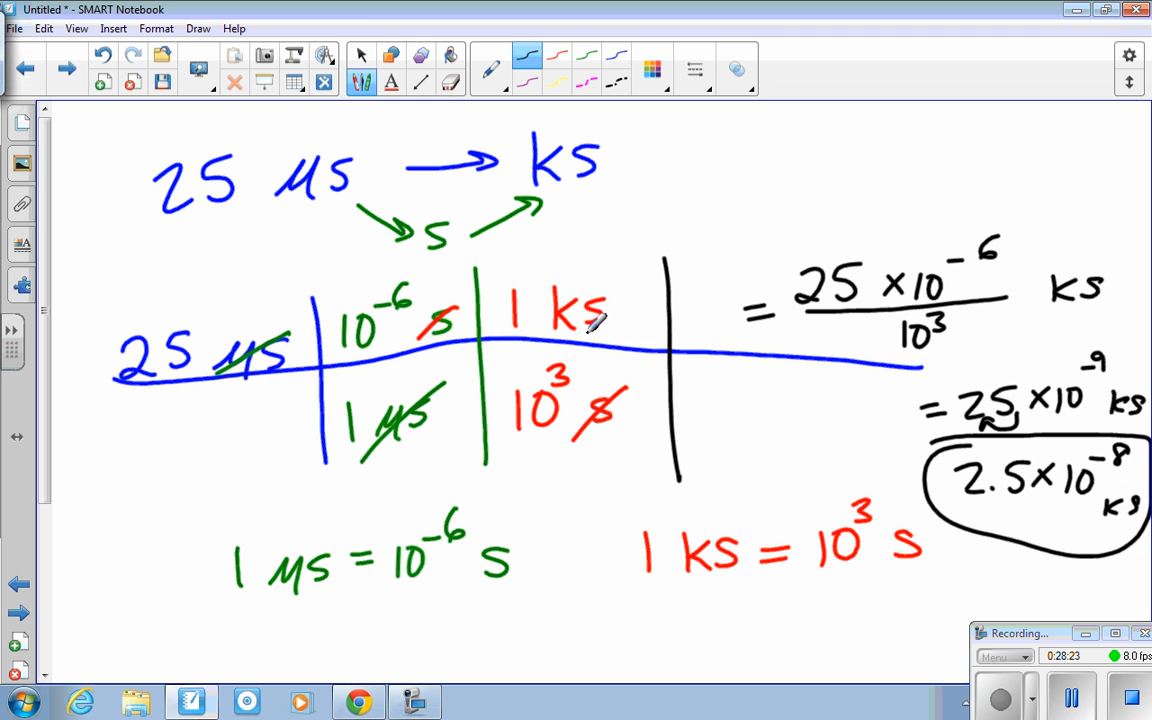 Untitled * - SMART Notebook
File Edit View Insert Format Draw Help
25 μs → ks
→ s →
25 μs | 10⁻⁶ s | 1 ks
1 μs | 10³ s
= 25 × 10⁻⁶ ks
10³
= 25 × 10⁻⁹ ks
2.5 × 10⁻⁸
ks
1 μs = 10⁻⁶ s
1 ks = 10³ s
Recording...
Menu 0:28:23 8.0 fps